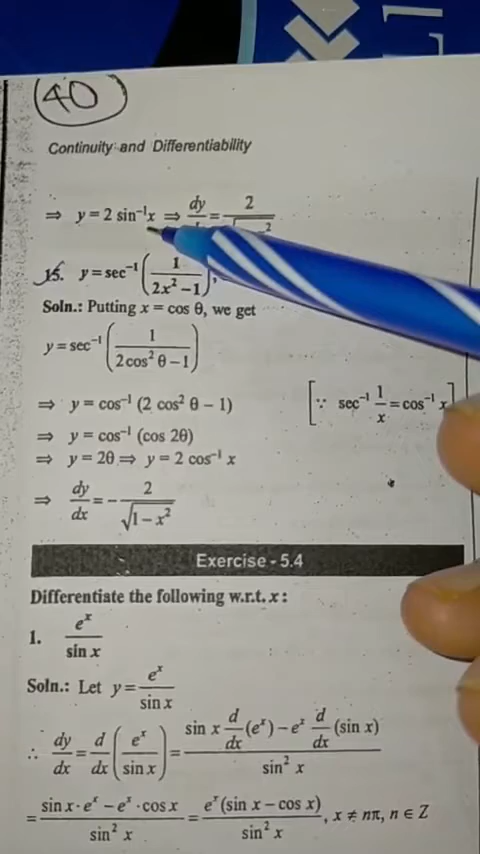 40
Continuity and Differentiability
⇒ y = 2 sin⁻¹x ⇒ dy/ = 2/
15. y = sec⁻¹(1/(2x² − 1)),
Soln.: Putting x = cos θ, we get
y = sec⁻¹(1/(2cos² θ − 1))
⇒ y = cos⁻¹ (2 cos² θ − 1) [∵ sec⁻¹ 1/x = cos⁻¹ x]
⇒ y = cos⁻¹ (cos 2θ)
⇒ y = 2θ ⇒ y = 2 cos⁻¹ x
⇒ dy/dx = − 2/√(1 − x²)
Exercise - 5.4
Differentiate the following w.r.t. x :
1. eˣ/sin x
Soln.: Let y = eˣ/sin x
∴ dy/dx = d/dx (eˣ/sin x) = (sin x d/dx (eˣ) − eˣ d/dx (sin x))/sin² x
= (sin x · eˣ − eˣ · cos x)/sin² x = eˣ (sin x − cos x)/sin² x, x ≠ nπ, n ∈ Z